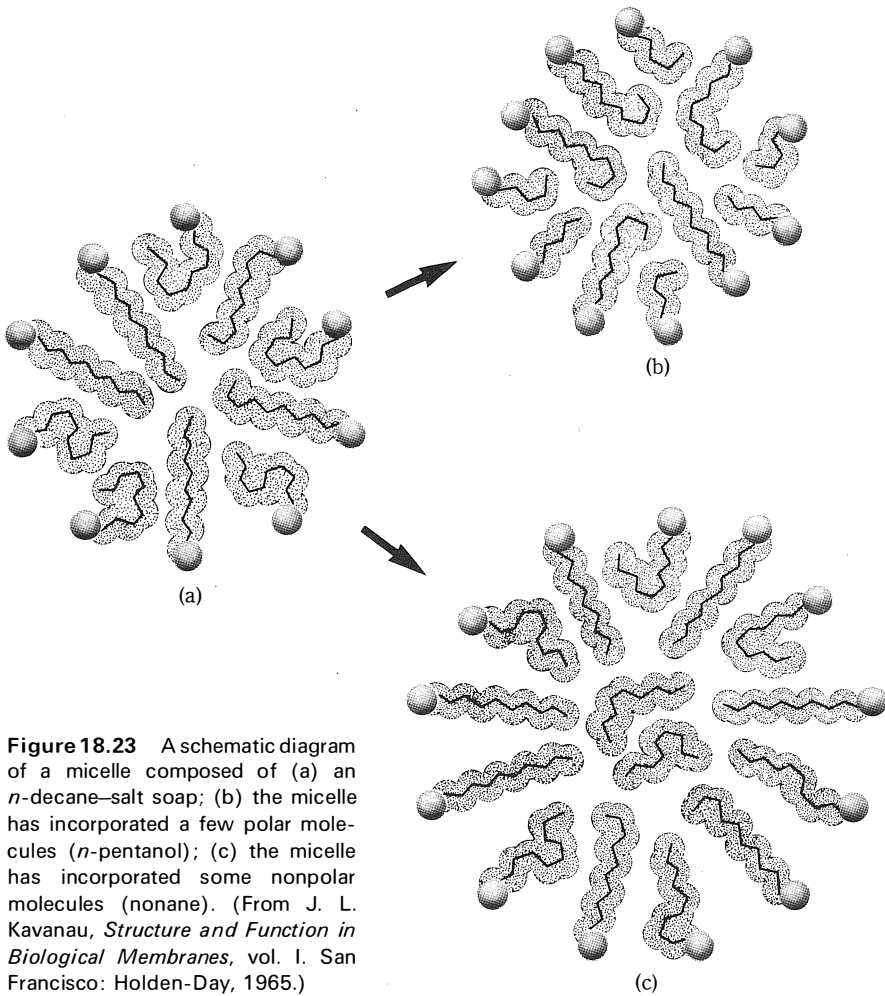 (b)
(a)
Figure 18.23 A schematic diagram
of a micelle composed of (a) an
n-decane—salt soap; (b) the micelle
has incorporated a few polar mole-
cules (n-pentanol); (c) the micelle
has incorporated some nonpolar
molecules (nonane). (From J. L.
Kavanau, Structure and Function in
Biological Membranes, vol. I. San
Francisco: Holden-Day, 1965.)
(c)